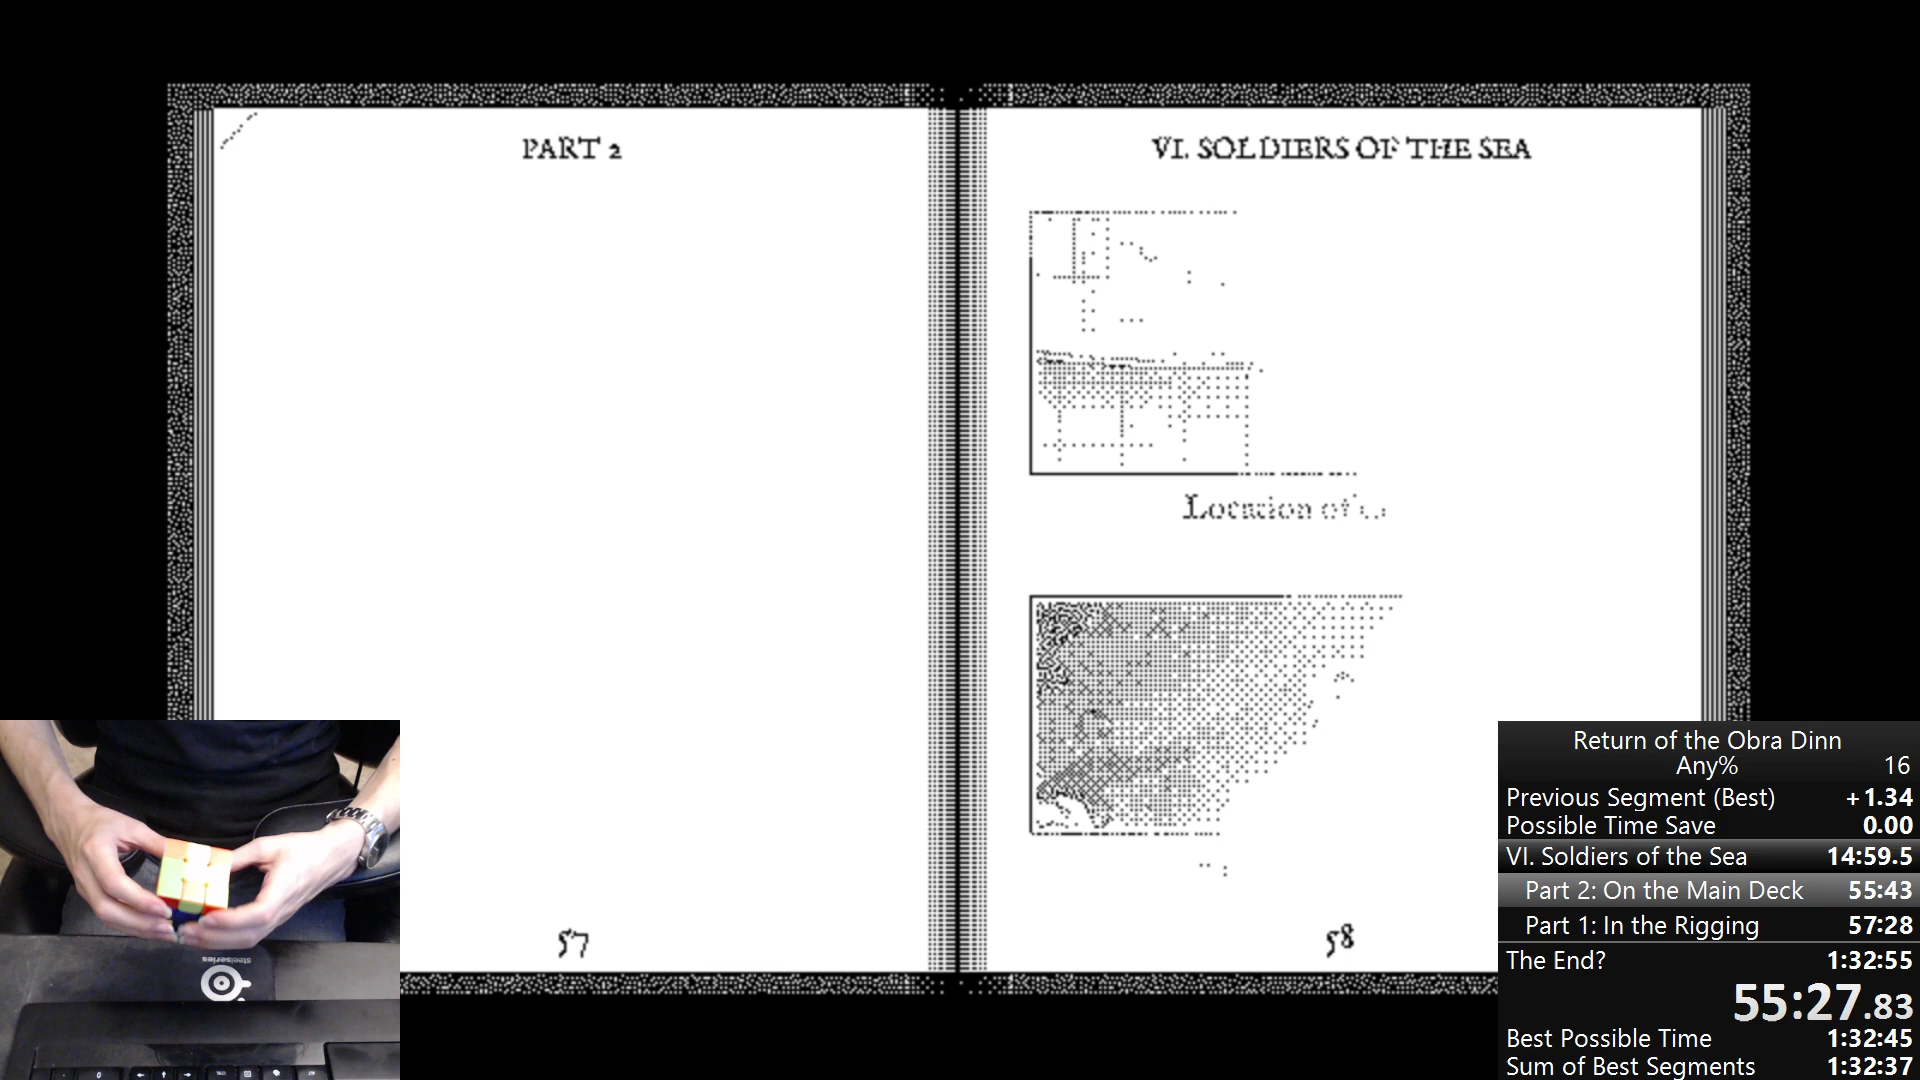 PART 2
VI. SOLDIERS OF THE SEA
Location of
57
58
steelseries
Return of the Obra Dinn
Any%
16
Previous Segment (Best) +1.34
Possible Time Save 0.00
VI. Soldiers of the Sea 14:59.5
Part 2: On the Main Deck 55:43
Part 1: In the Rigging 57:28
The End? 1:32:55
55:27.83
Best Possible Time 1:32:45
Sum of Best Segments 1:32:37